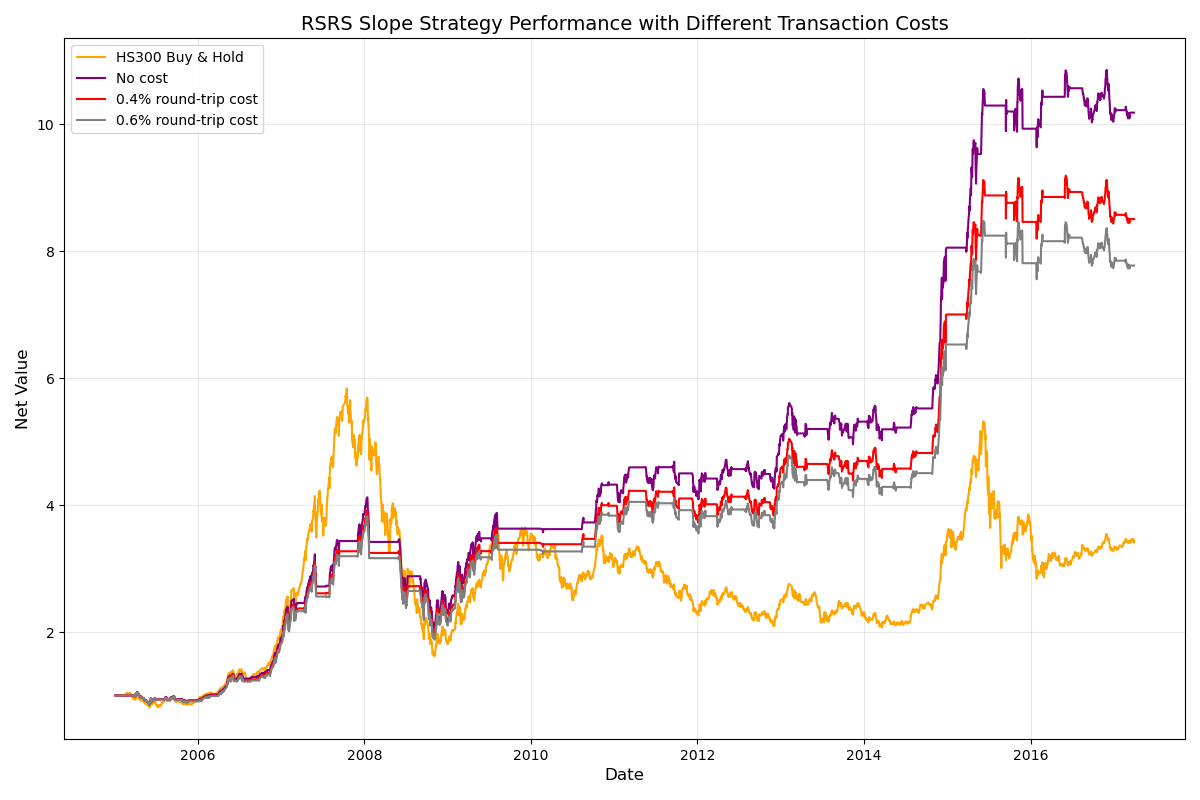 RSRS Slope Strategy Performance with Different Transaction Costs
HS300 Buy & Hold
No cost
0.4% round-trip cost
0.6% round-trip cost
Net Value
10
8
6
4
2
2006
2008
2010
2012
2014
2016
Date